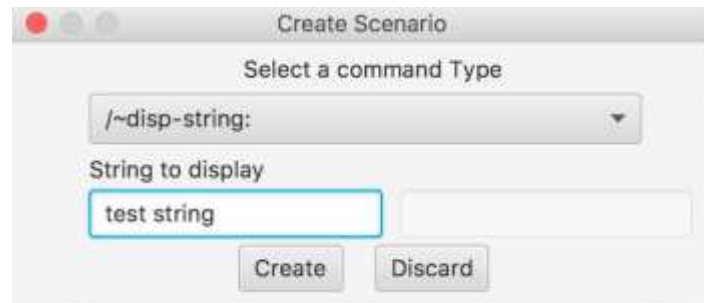 Create Scenario
Select a command Type
/~disp-string:
String to display
test string
Create Discard